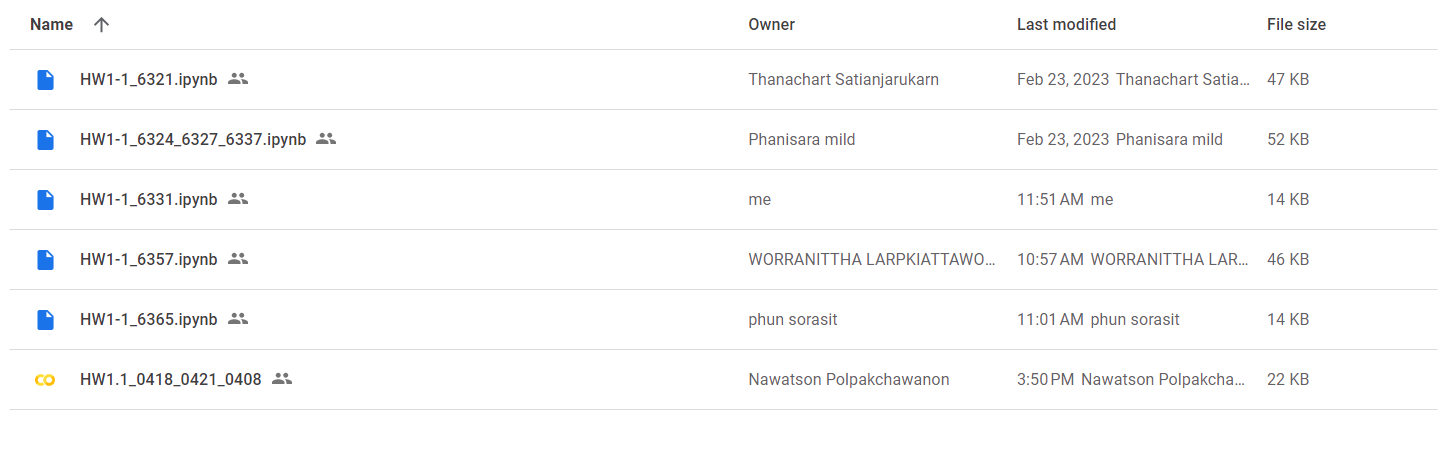 Name Owner Last modified File size
HW1-1_6321.ipynb Thanachart Satianjarukarn Feb 23, 2023 Thanachart Satia... 47 KB
HW1-1_6324_6327_6337.ipynb Phanisara mild Feb 23, 2023 Phanisara mild 52 KB
HW1-1_6331.ipynb me 11:51 AM me 14 KB
HW1-1_6357.ipynb WORRANITTHA LARPKIATTAWO... 10:57 AM WORRANITTHA LAR... 46 KB
HW1-1_6365.ipynb phun sorasit 11:01 AM phun sorasit 14 KB
HW1.1_0418_0421_0408 Nawatson Polpakchawanon 3:50 PM Nawatson Polpakcha... 22 KB